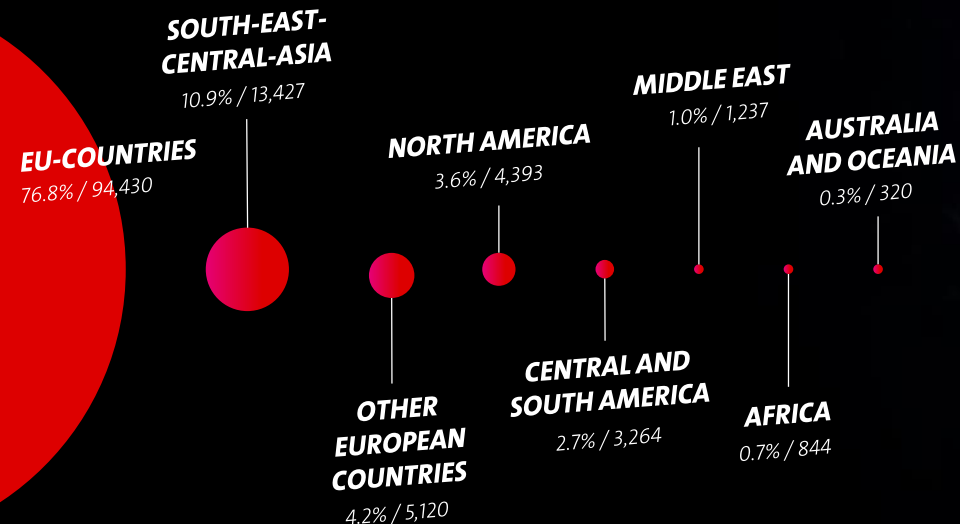 SOUTH-EAST-
CENTRAL-ASIA
10.9% / 13,427
EU-COUNTRIES
76.8% / 94,430
NORTH AMERICA
3.6% / 4,393
MIDDLE EAST
1.0% / 1,237
AUSTRALIA
AND OCEANIA
0.3% / 320
OTHER
EUROPEAN
COUNTRIES
4.2% / 5,120
CENTRAL AND
SOUTH AMERICA
2.7% / 3,264
AFRICA
0.7% / 844